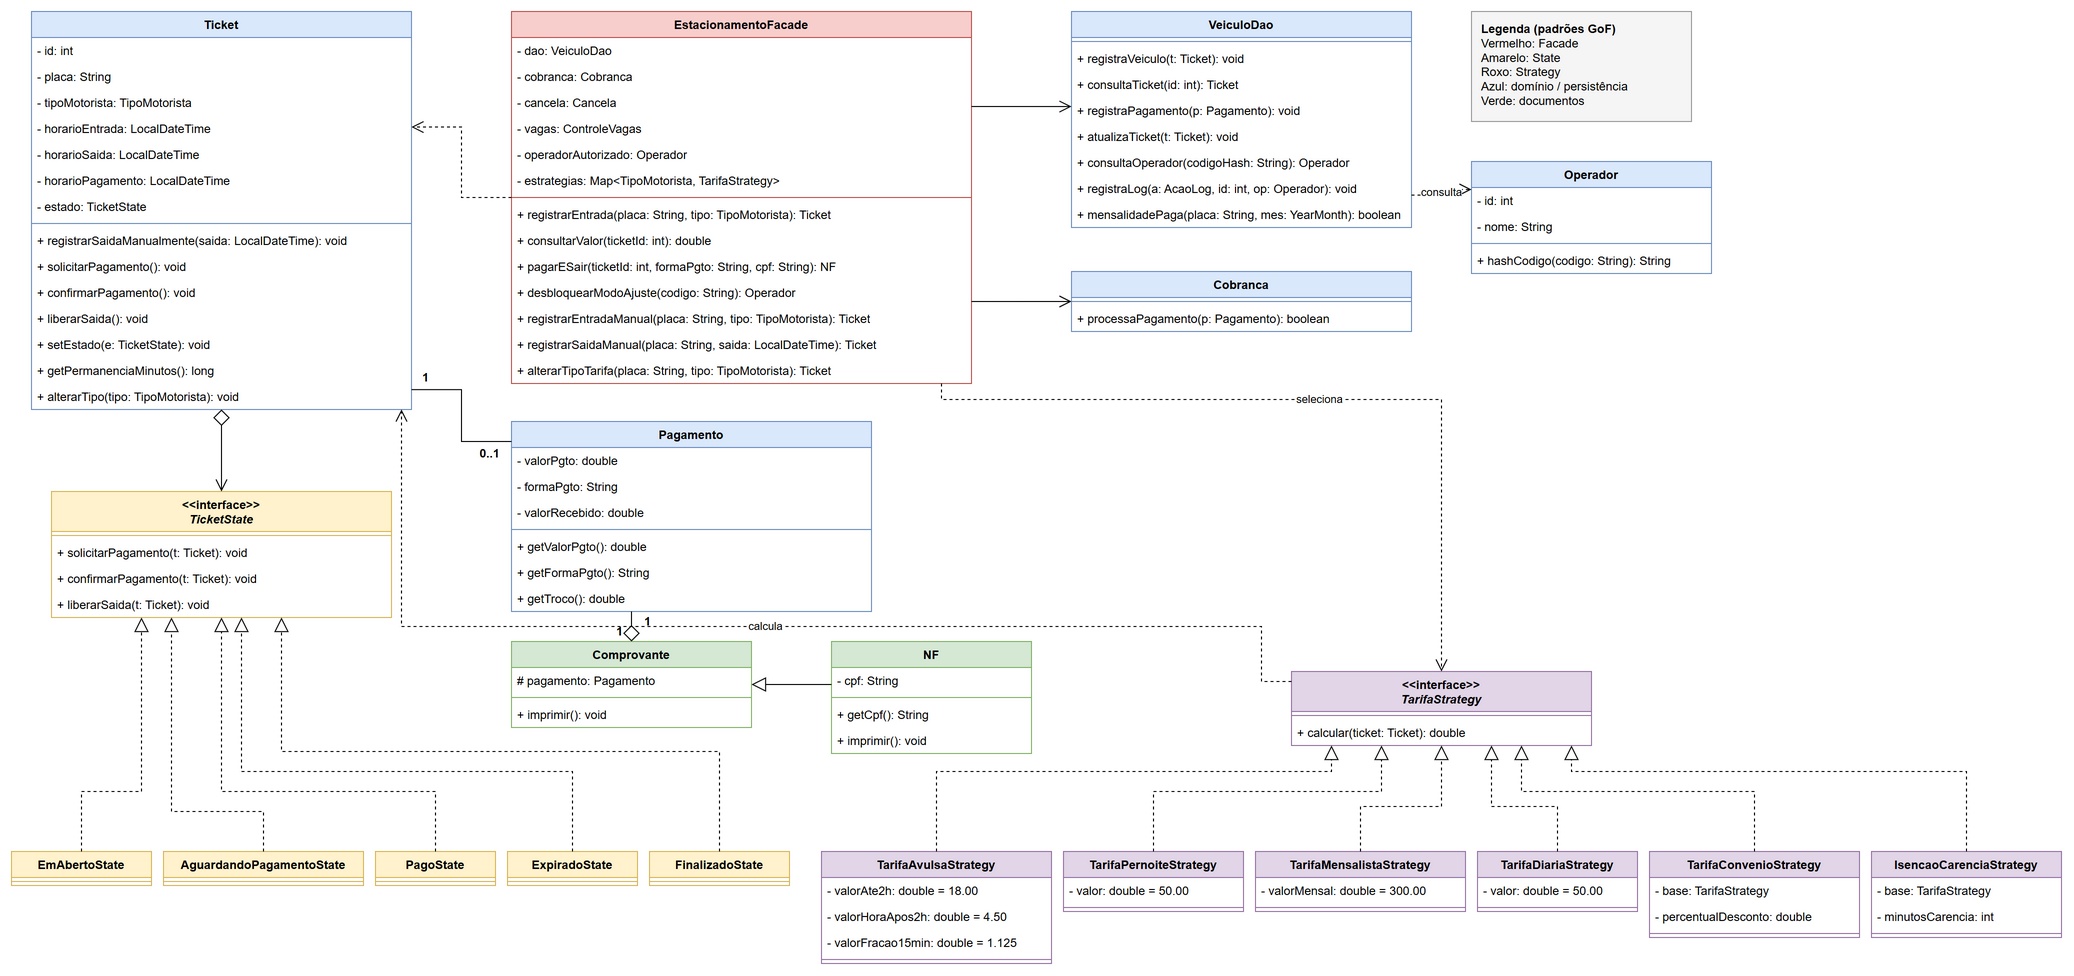 Ticket
- id: int
- placa: String
- tipoMotorista: TipoMotorista
- horarioEntrada: LocalDateTime
- horarioSaida: LocalDateTime
- horarioPagamento: LocalDateTime
- estado: TicketState
+ registrarSaidaManualmente(saida: LocalDateTime): void
+ solicitarPagamento(): void
+ confirmarPagamento(): void
+ liberarSaida(): void
+ setEstado(e: TicketState): void
+ getPermanenciaMinutos(): long
+ alterarTipo(tipo: TipoMotorista): void
EstacionamentoFacade
- dao: VeiculoDao
- cobranca: Cobranca
- cancela: Cancela
- vagas: ControleVagas
- operadorAutorizado: Operador
- estrategias: Map<TipoMotorista, TarifaStrategy>
+ registrarEntrada(placa: String, tipo: TipoMotorista): Ticket
+ consultarValor(ticketId: int): double
+ pagarESair(ticketId: int, formaPgto: String, cpf: String): NF
+ desbloquearModoAjuste(codigo: String): Operador
+ registrarEntradaManual(placa: String, tipo: TipoMotorista): Ticket
+ registrarSaidaManual(placa: String, saida: LocalDateTime): Ticket
+ alterarTipoTarifa(placa: String, tipo: TipoMotorista): Ticket
VeiculoDao
+ registraVeiculo(t: Ticket): void
+ consultaTicket(id: int): Ticket
+ registraPagamento(p: Pagamento): void
+ atualizaTicket(t: Ticket): void
+ consultaOperador(codigoHash: String): Operador
+ registraLog(a: AcaoLog, id: int, op: Operador): void
+ mensalidadePaga(placa: String, mes: YearMonth): boolean
Legenda (padrões GoF)
Vermelho: Facade
Amarelo: State
Roxo: Strategy
Azul: domínio / persistência
Verde: documentos
consulta
Operador
- id: int
- nome: String
+ hashCodigo(codigo: String): String
Cobranca
+ processaPagamento(p: Pagamento): boolean
seleciona
1
0..1
Pagamento
- valorPgto: double
- formaPgto: String
- valorRecebido: double
+ getValorPgto(): double
+ getFormaPgto(): String
+ getTroco(): double
<<interface>>
TicketState
+ solicitarPagamento(t: Ticket): void
+ confirmarPagamento(t: Ticket): void
+ liberarSaida(t: Ticket): void
1
1
calcula
Comprovante
# pagamento: Pagamento
+ imprimir(): void
NF
- cpf: String
+ getCpf(): String
+ imprimir(): void
<<interface>>
TarifaStrategy
+ calcular(ticket: Ticket): double
EmAbertoState
AguardandoPagamentoState
PagoState
ExpiradoState
FinalizadoState
TarifaAvulsaStrategy
- valorAte2h: double = 18.00
- valorHoraApos2h: double = 4.50
- valorFracao15min: double = 1.125
TarifaPernoiteStrategy
- valor: double = 50.00
TarifaMensalistaStrategy
- valorMensal: double = 300.00
TarifaDiariaStrategy
- valor: double = 50.00
TarifaConvenioStrategy
- base: TarifaStrategy
- percentualDesconto: double
IsencaoCarenciaStrategy
- base: TarifaStrategy
- minutosCarencia: int